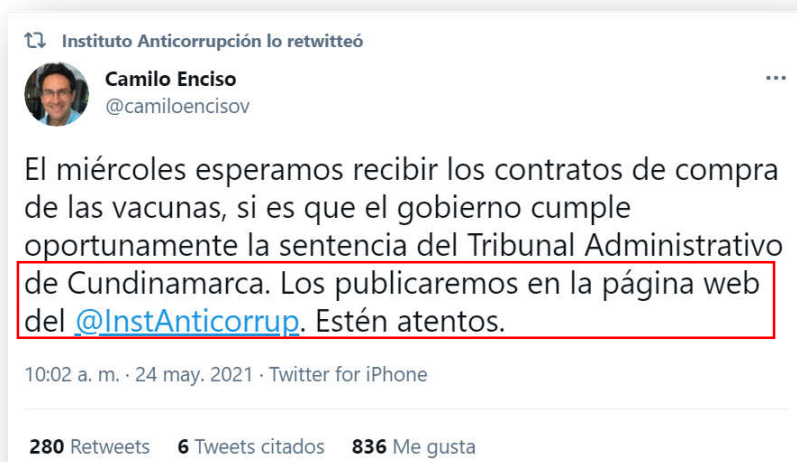 Instituto Anticorrupción lo retwitteó
Camilo Enciso
@camiloencisov
El miércoles esperamos recibir los contratos de compra
de las vacunas, si es que el gobierno cumple
oportunamente la sentencia del Tribunal Administrativo
de Cundinamarca. Los publicaremos en la página web
del @InstAnticorrup. Estén atentos.
10:02 a. m. · 24 may. 2021 · Twitter for iPhone
280 Retweets 6 Tweets citados 836 Me gusta